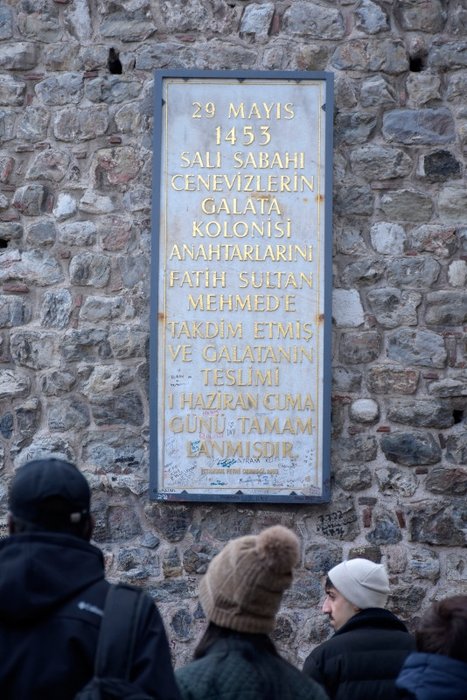 29 MAYIS
1453
SALI SABAHI
CENEVİZLERİN
GALATA
KOLONİSİ
ANAHTARLARINI
FATİH SULTAN
MEHMED'E
TAKDİM ETMİŞ
VE GALATANIN
TESLİMİ
1 HAZİRAN CUMA
GÜNÜ TAMAM-
LANMIŞDIR.